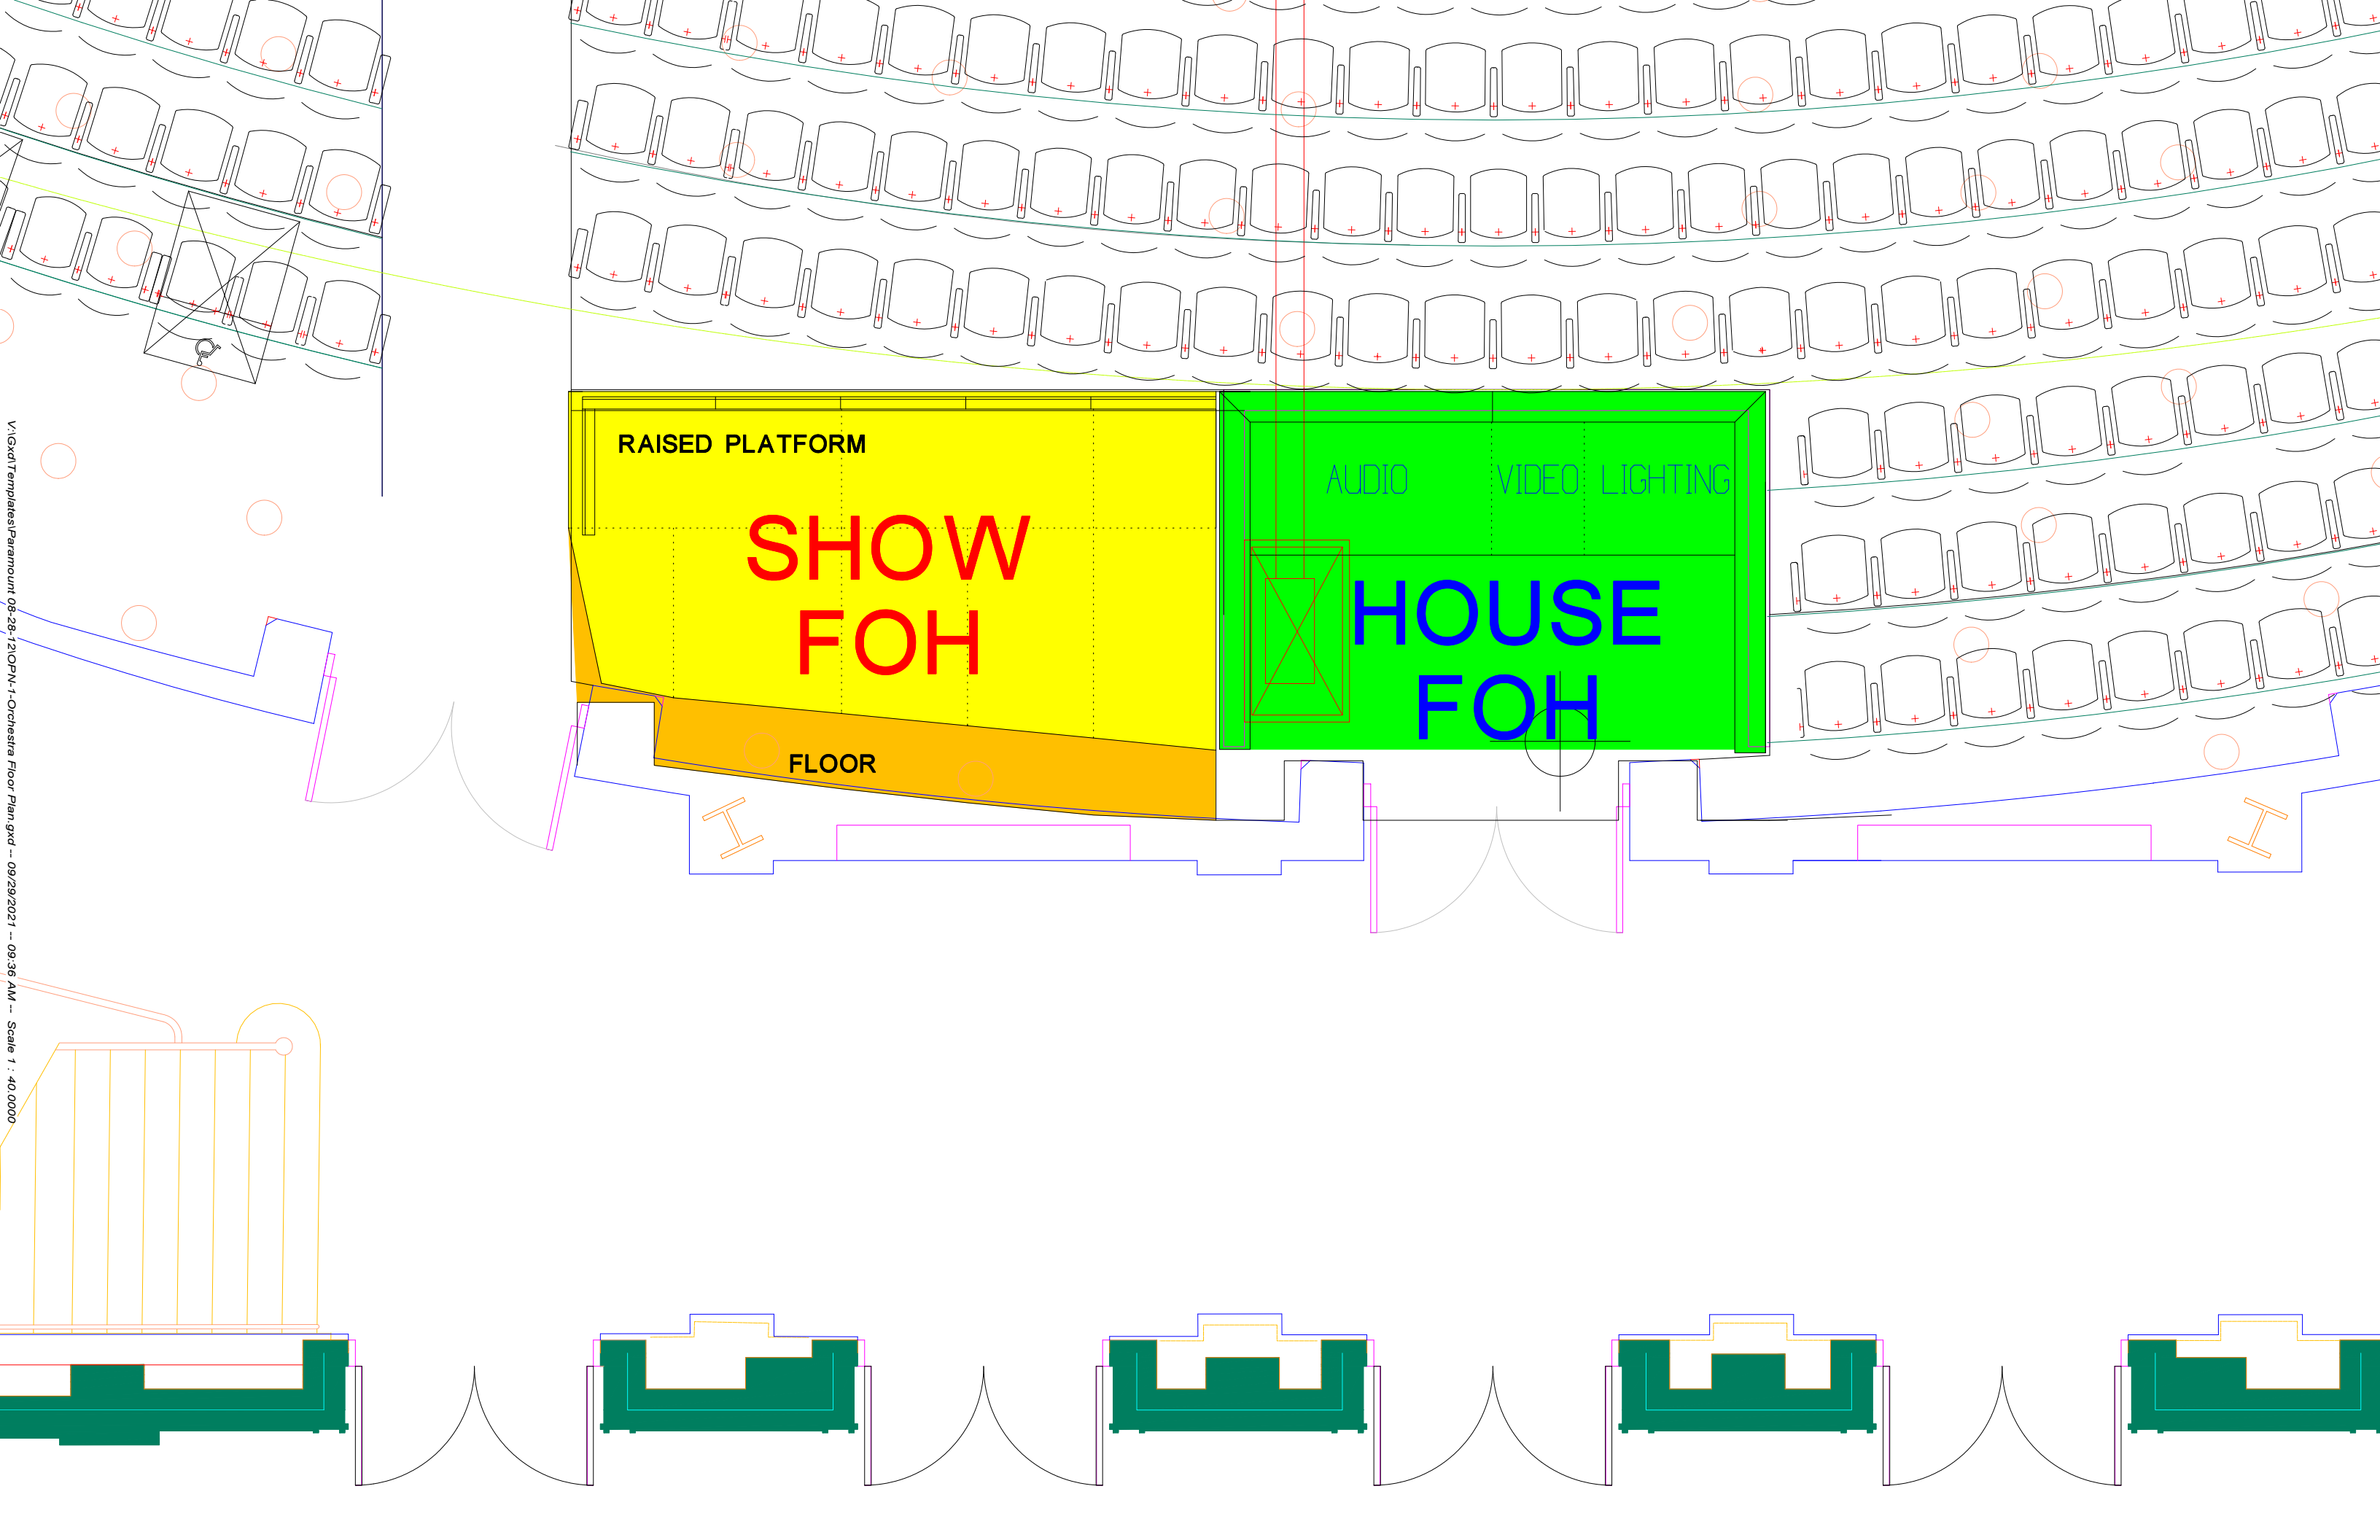 RAISED PLATFORM
AUDIO VIDEO LIGHTING
SHOW
FOH
HOUSE
FOH
FLOOR
V:\Gxd\Templates\Paramount 08-28-12\OPN-1-Orchestra Floor Plan.gxd -- 09/29/2021 -- 09:36 AM -- Scale 1 : 40.0000